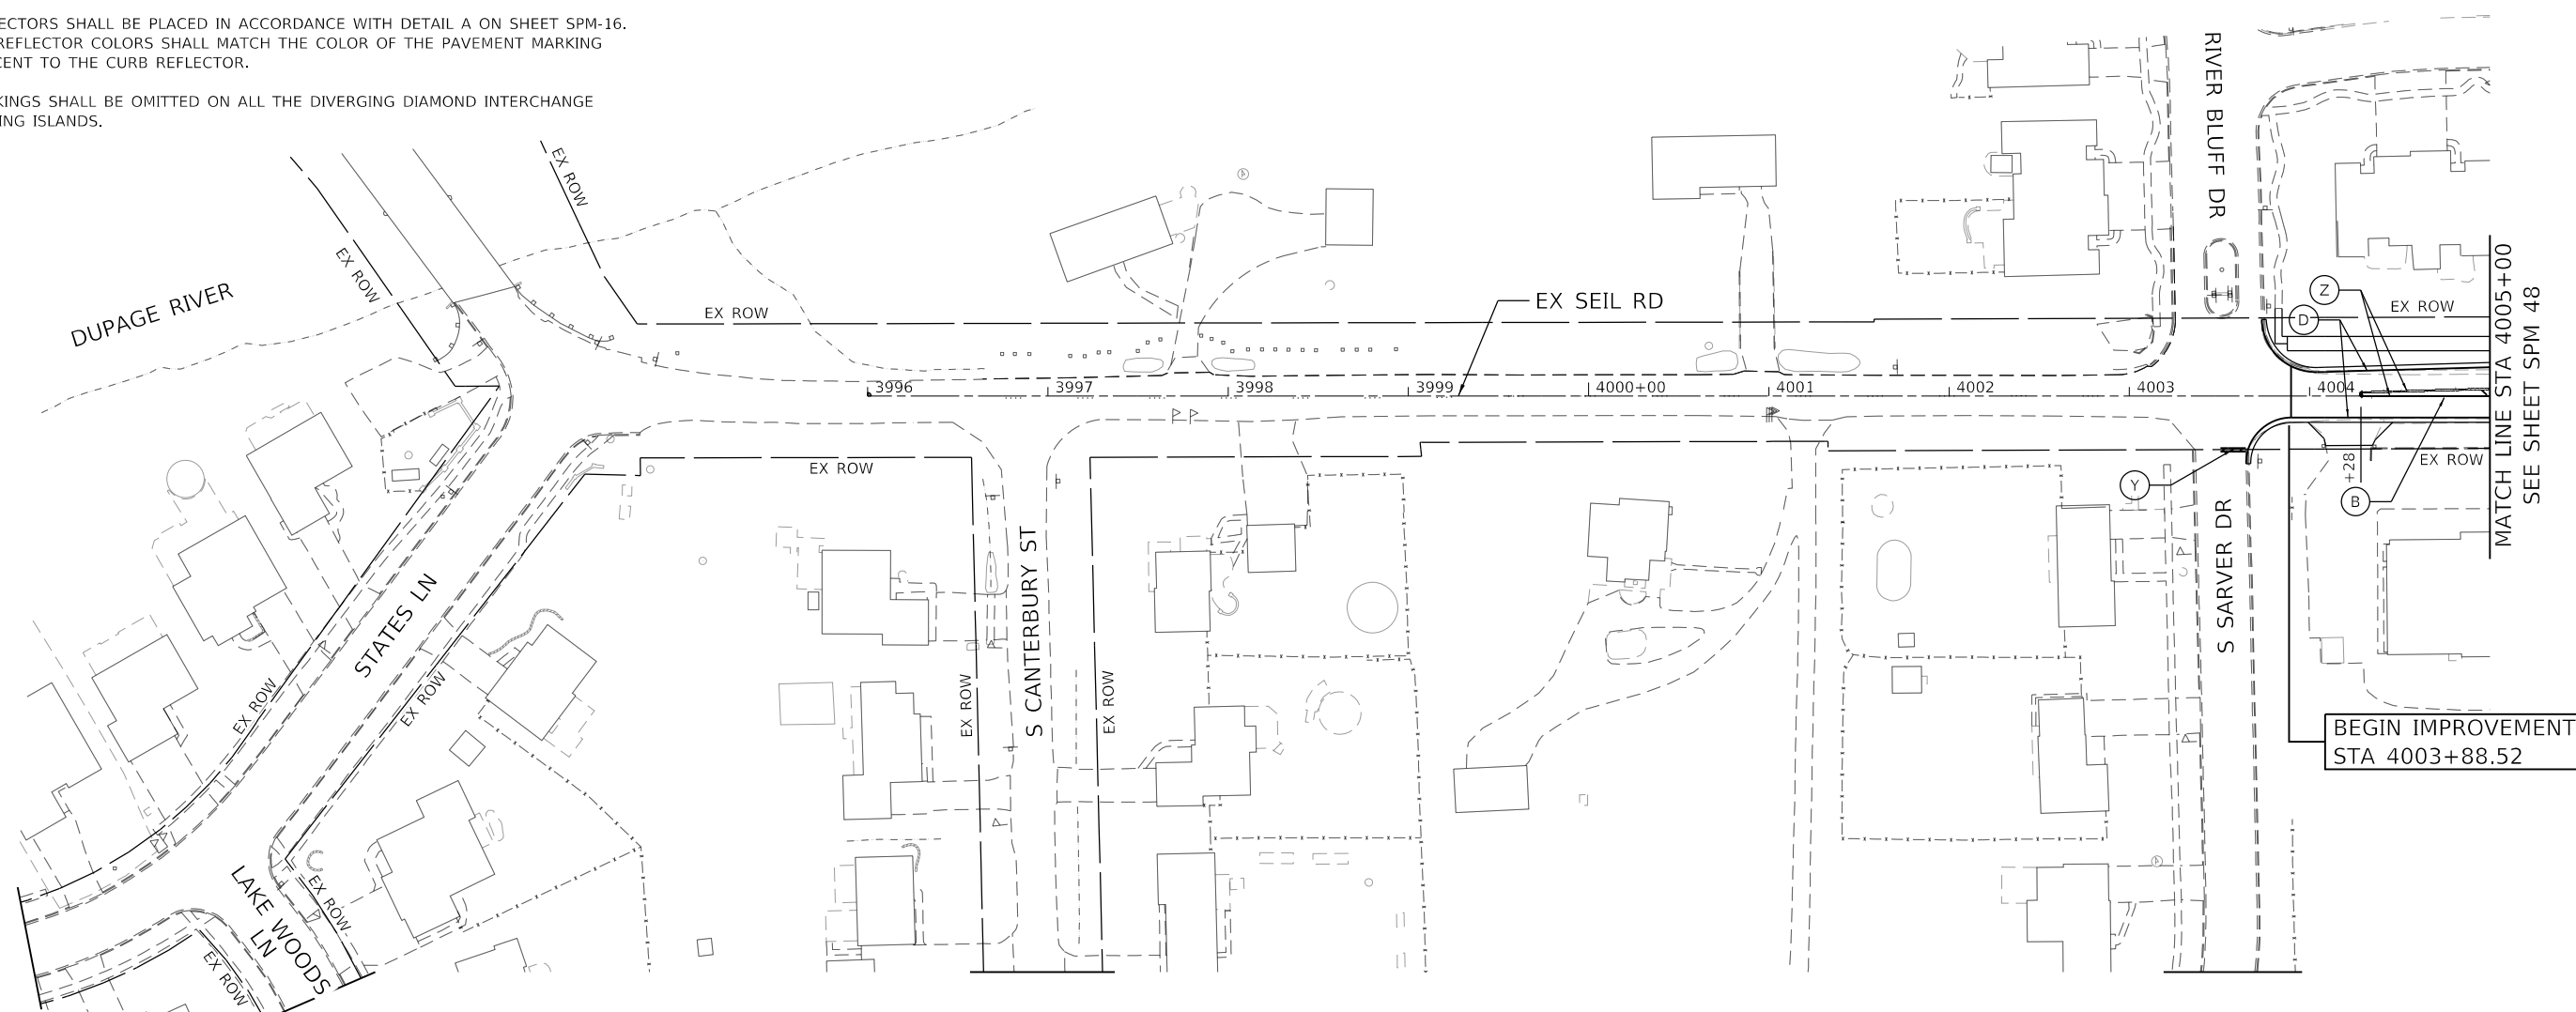 ECTORS SHALL BE PLACED IN ACCORDANCE WITH DETAIL A ON SHEET SPM-16.
REFLECTOR COLORS SHALL MATCH THE COLOR OF THE PAVEMENT MARKING
CENT TO THE CURB REFLECTOR.
KINGS SHALL BE OMITTED ON ALL THE DIVERGING DIAMOND INTERCHANGE
NG ISLANDS.
RIVER BLUFF DR
EX ROW
EX ROW
DUPAGE RIVER
EX ROW
EX SEIL RD
Z
D
EX ROW
MATCH LINE STA 4005+00
SEE SHEET SPM 48
3996
3997
3998
3999
4000+00
4001
4002
4003
4004
EX ROW
EX ROW
+28
Y
B
STATES LN
S CANTERBURY ST
S SARVER DR
EX ROW
EX ROW
EX ROW
EX ROW
BEGIN IMPROVEMENT
STA 4003+88.52
LAKE WOODS
LN
EX ROW
EX ROW